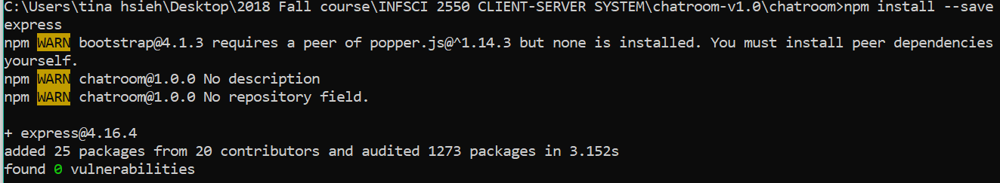 C:\Users\tina hsieh\Desktop\2018 Fall course\INFSCI 2550 CLIENT-SERVER SYSTEM\chatroom-v1.0\chatroom>npm install --save
express
npm WARN bootstrap@4.1.3 requires a peer of popper.js@^1.14.3 but none is installed. You must install peer dependencies
yourself.
npm WARN chatroom@1.0.0 No description
npm WARN chatroom@1.0.0 No repository field.
+ express@4.16.4
added 25 packages from 20 contributors and audited 1273 packages in 3.152s
found 0 vulnerabilities